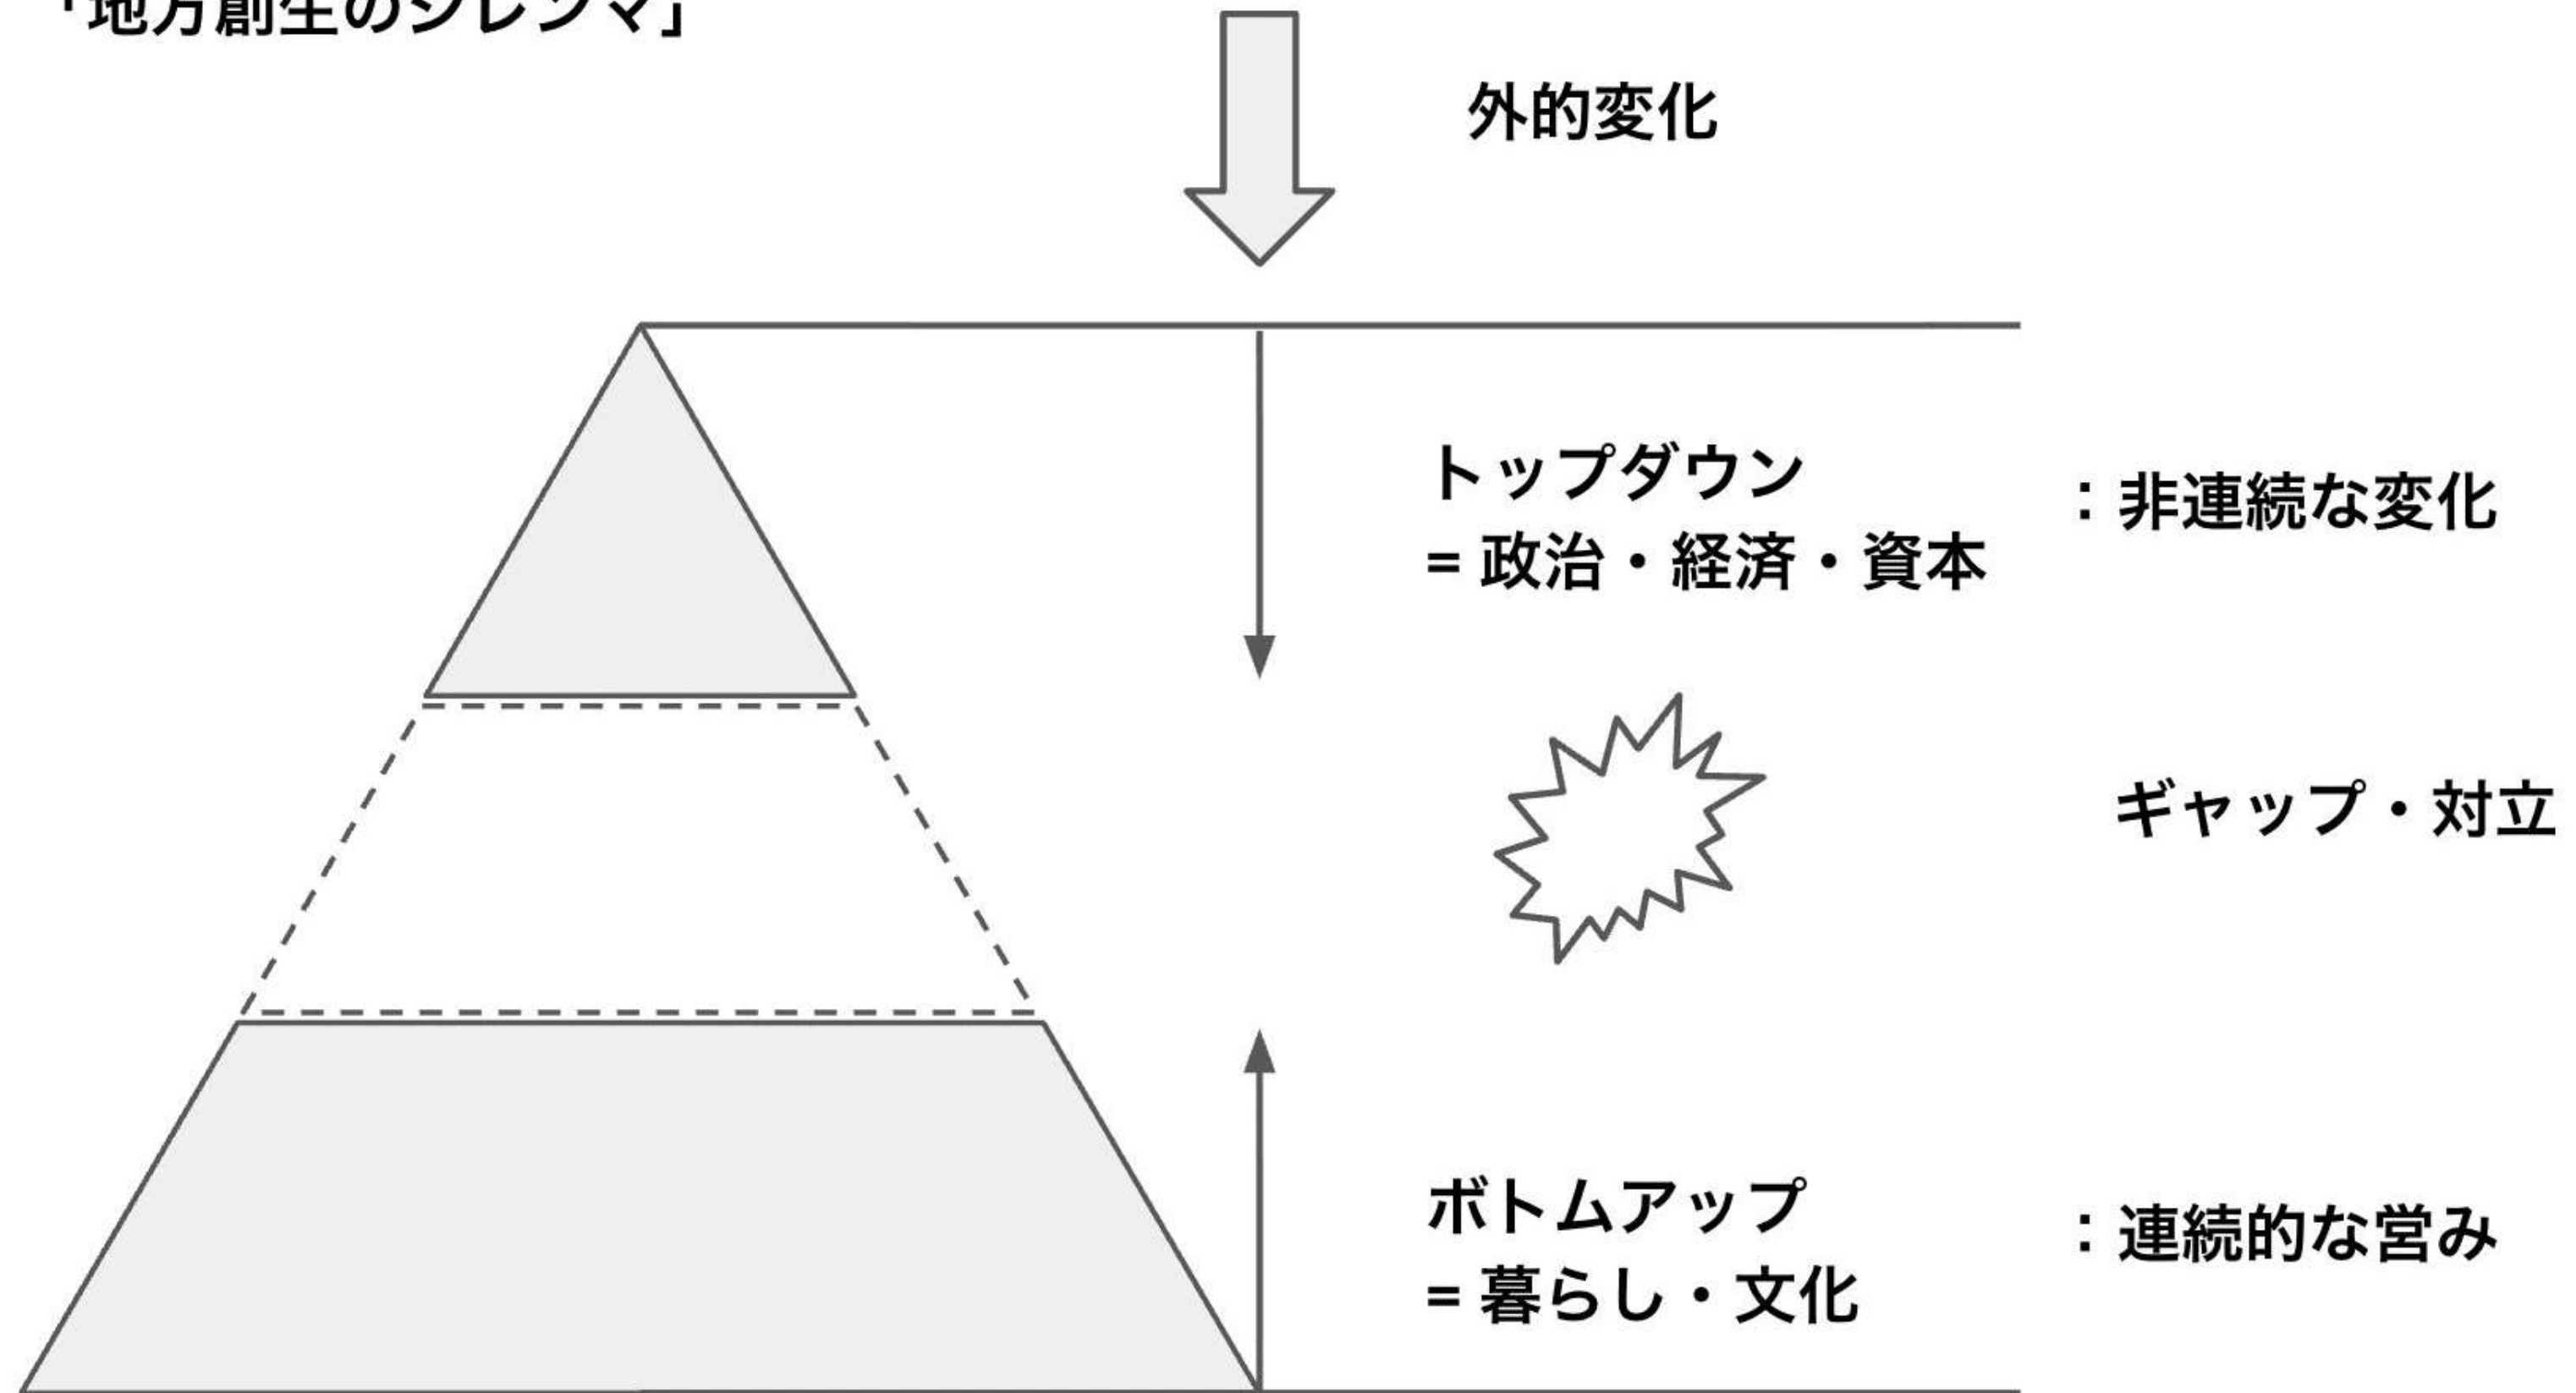 「地方創生のジレンマ」
外的変化
トップダウン
= 政治・経済・資本
：非連続な変化
ギャップ・対立
ボトムアップ
= 暮らし・文化
：連続的な営み